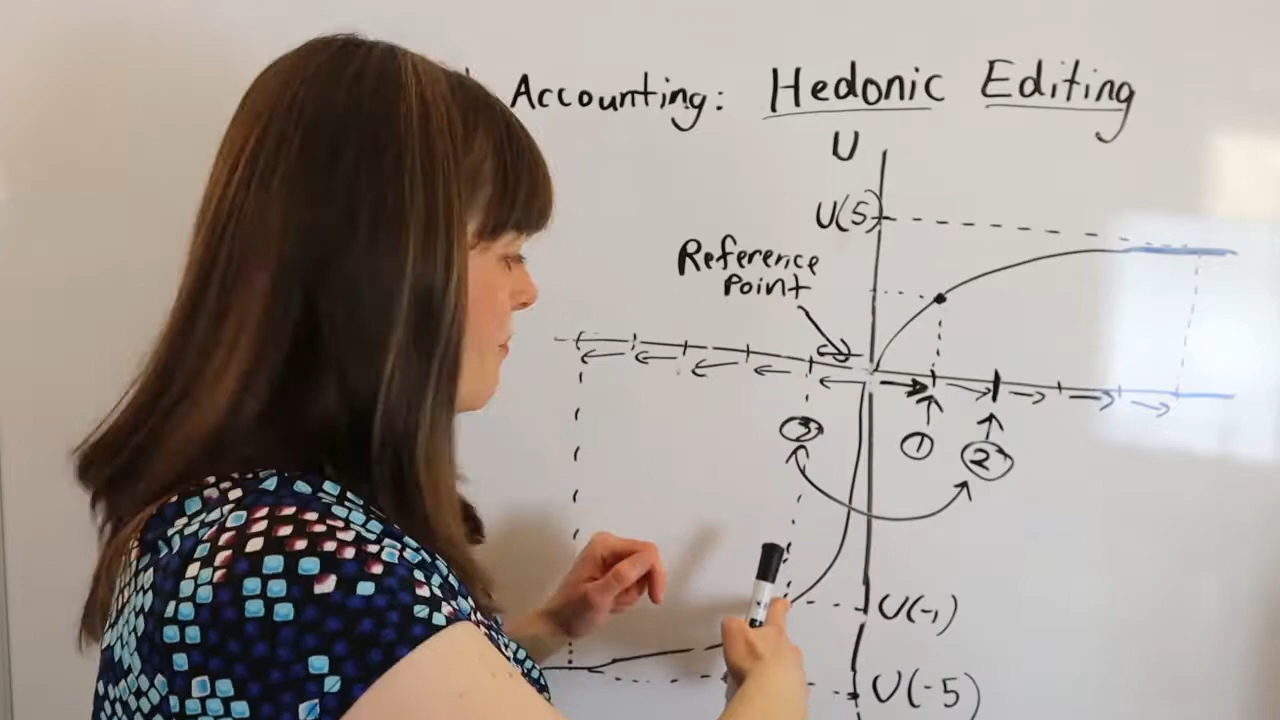 Accounting: Hedonic Editing
U
U(5)
Reference
Point
3
1
2
U(-1)
U(-5)